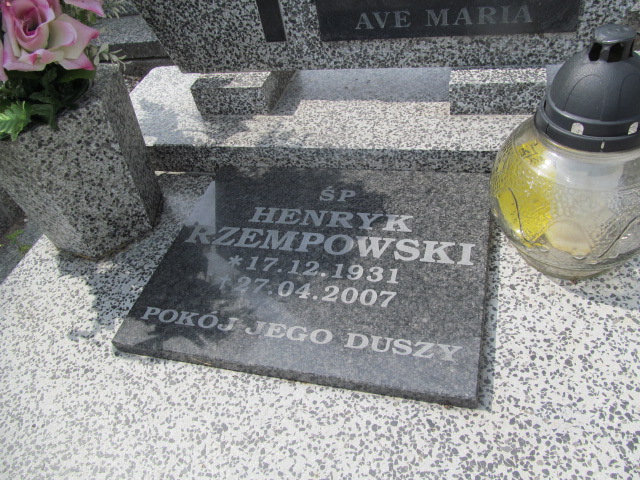 AVE MARIA
ŚP
HENRYK
RZEMPOWSKI
*17.12.1931
†27.04.2007
POKÓJ JEGO DUSZY